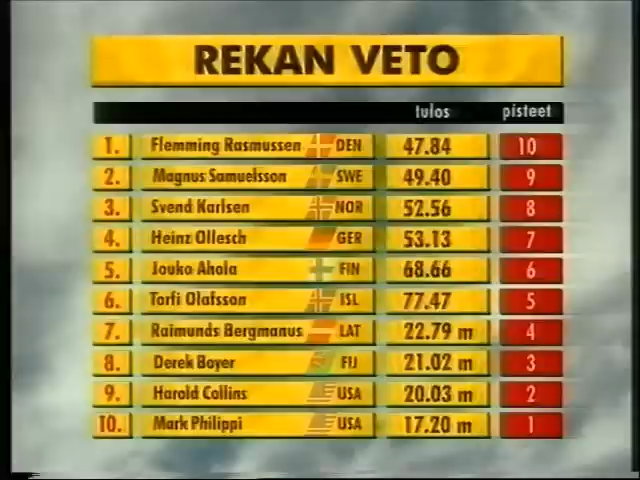 REKAN VETO
tulos pisteet
1. Flemming Rasmussen DEN 47.84 10
2. Magnus Samuelsson SWE 49.40 9
3. Svend Karlsen NOR 52.56 8
4. Heinz Ollesch GER 53.13 7
5. Jouko Ahola FIN 68.66 6
6. Torfi Olafsson ISL 77.47 5
7. Raimunds Bergmanus LAT 22.79 m 4
8. Derek Boyer FIJ 21.02 m 3
9. Harold Collins USA 20.03 m 2
10. Mark Philippi USA 17.20 m 1